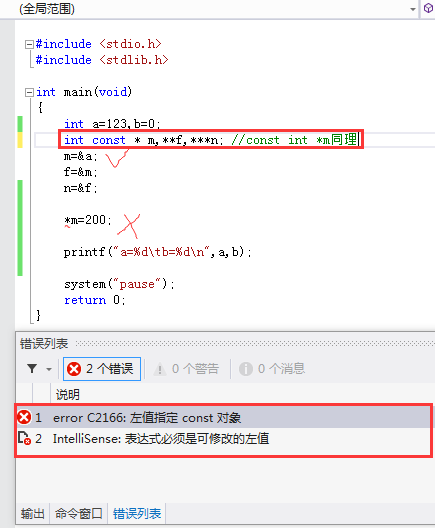 (全局范围)
#include <stdio.h>
#include <stdlib.h>
int main(void)
{
int a=123,b=0;
int const * m,**f,***n; //const int *m同理
m=&a;
f=&m;
n=&f;
*m=200;
printf("a=%d\tb=%d\n",a,b);
system("pause");
return 0;
}
错误列表
2 个错误 0 个警告 0 个消息
说明
1 error C2166: 左值指定 const 对象
2 IntelliSense: 表达式必须是可修改的左值
输出 命令窗口 错误列表